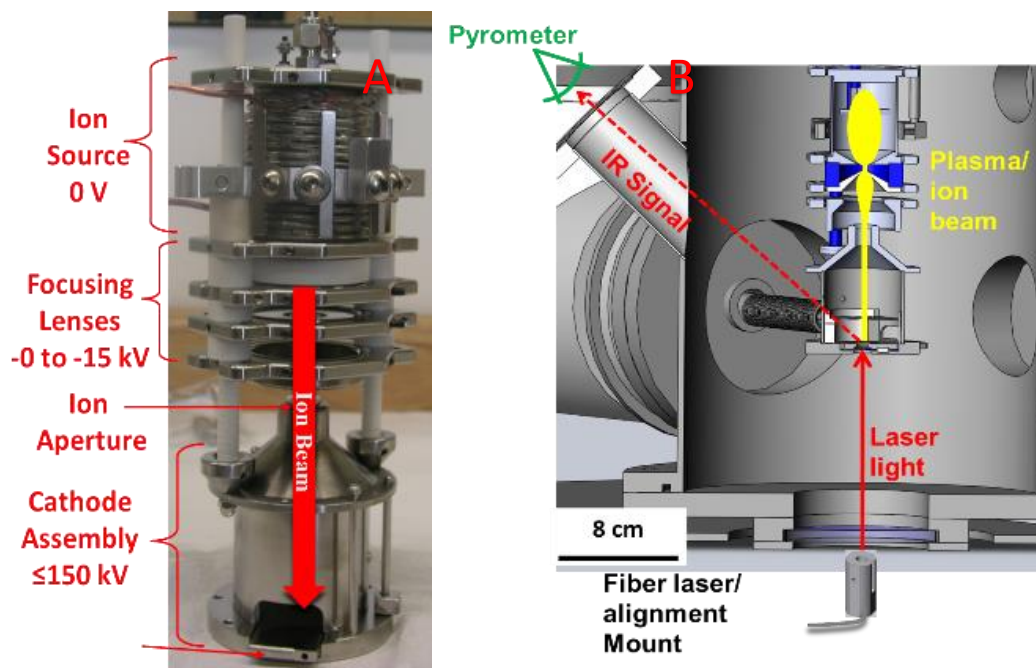 A
Ion
Source
0 V
Focusing
Lenses
-0 to -15 kV
Ion
Aperture
Cathode
Assembly
≤150 kV
Ion Beam
Pyrometer
B
IR Signal
Plasma/
ion
beam
Laser
light
8 cm
Fiber laser/
alignment
Mount